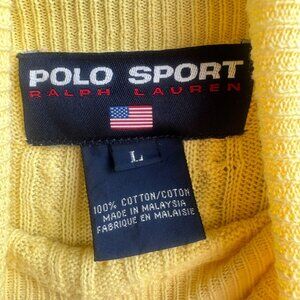 POLO SPORT
RALPH LAUREN
L
100% COTTON/COTON
MADE IN MALAYSIA
FABRIQUE EN MALAISIE